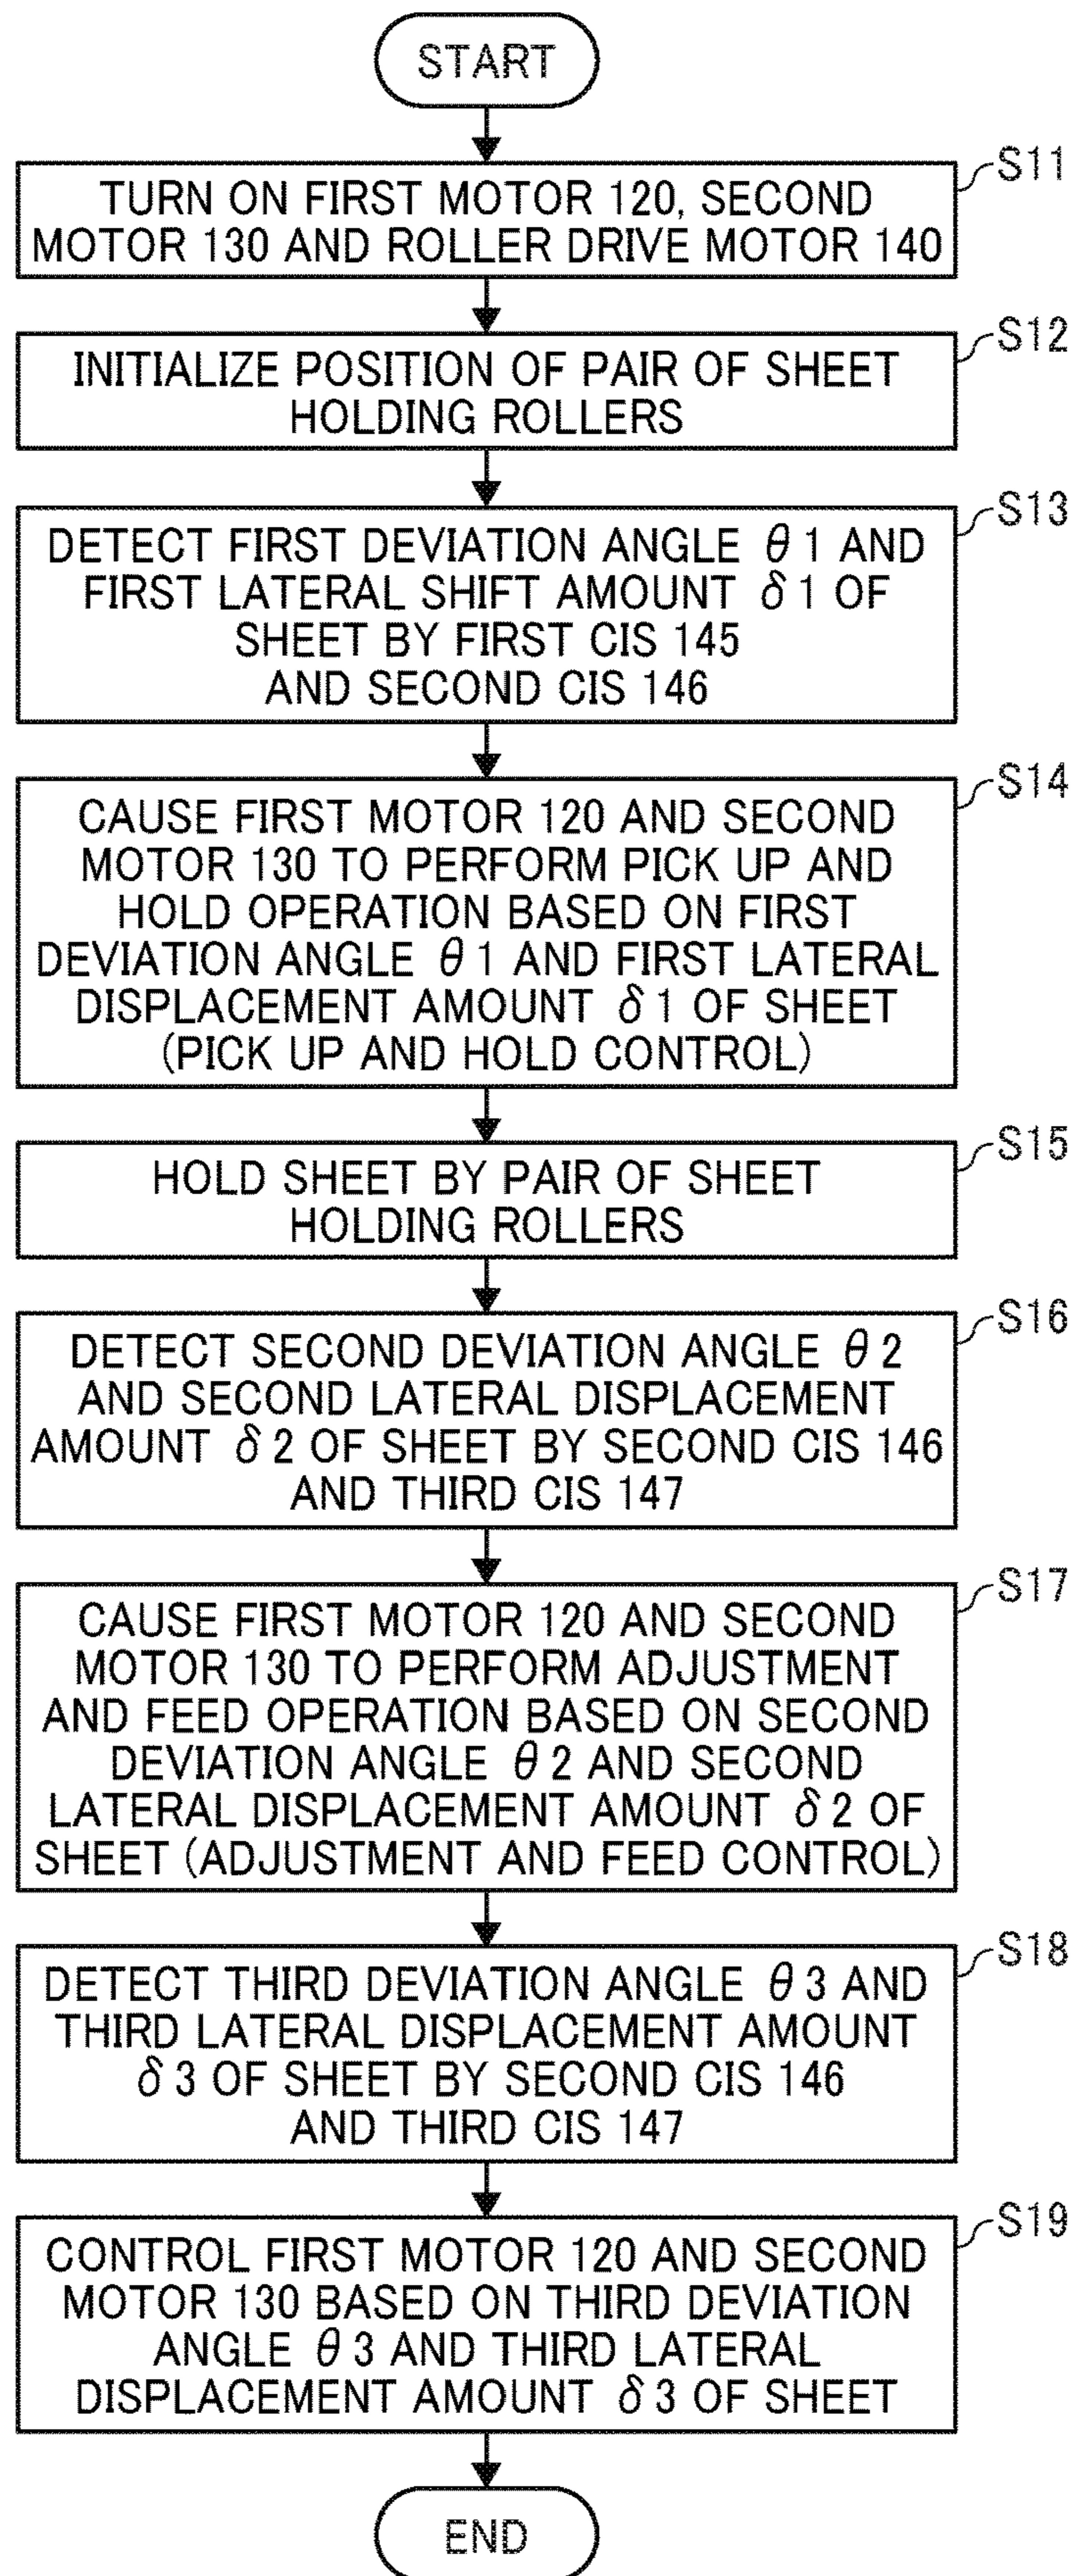 START
S11
TURN ON FIRST MOTOR 120, SECOND
MOTOR 130 AND ROLLER DRIVE MOTOR 140
S12
INITIALIZE POSITION OF PAIR OF SHEET
HOLDING ROLLERS
S13
DETECT FIRST DEVIATION ANGLE θ1 AND
FIRST LATERAL SHIFT AMOUNT δ1 OF
SHEET BY FIRST CIS 145
AND SECOND CIS 146
S14
CAUSE FIRST MOTOR 120 AND SECOND
MOTOR 130 TO PERFORM PICK UP AND
HOLD OPERATION BASED ON FIRST
DEVIATION ANGLE θ1 AND FIRST LATERAL
DISPLACEMENT AMOUNT δ1 OF SHEET
(PICK UP AND HOLD CONTROL)
S15
HOLD SHEET BY PAIR OF SHEET
HOLDING ROLLERS
S16
DETECT SECOND DEVIATION ANGLE θ2
AND SECOND LATERAL DISPLACEMENT
AMOUNT δ2 OF SHEET BY SECOND CIS 146
AND THIRD CIS 147
S17
CAUSE FIRST MOTOR 120 AND SECOND
MOTOR 130 TO PERFORM ADJUSTMENT
AND FEED OPERATION BASED ON SECOND
DEVIATION ANGLE θ2 AND SECOND
LATERAL DISPLACEMENT AMOUNT δ2 OF
SHEET (ADJUSTMENT AND FEED CONTROL)
S18
DETECT THIRD DEVIATION ANGLE θ3 AND
THIRD LATERAL DISPLACEMENT AMOUNT
δ3 OF SHEET BY SECOND CIS 146
AND THIRD CIS 147
S19
CONTROL FIRST MOTOR 120 AND SECOND
MOTOR 130 BASED ON THIRD DEVIATION
ANGLE θ3 AND THIRD LATERAL
DISPLACEMENT AMOUNT δ3 OF SHEET
END